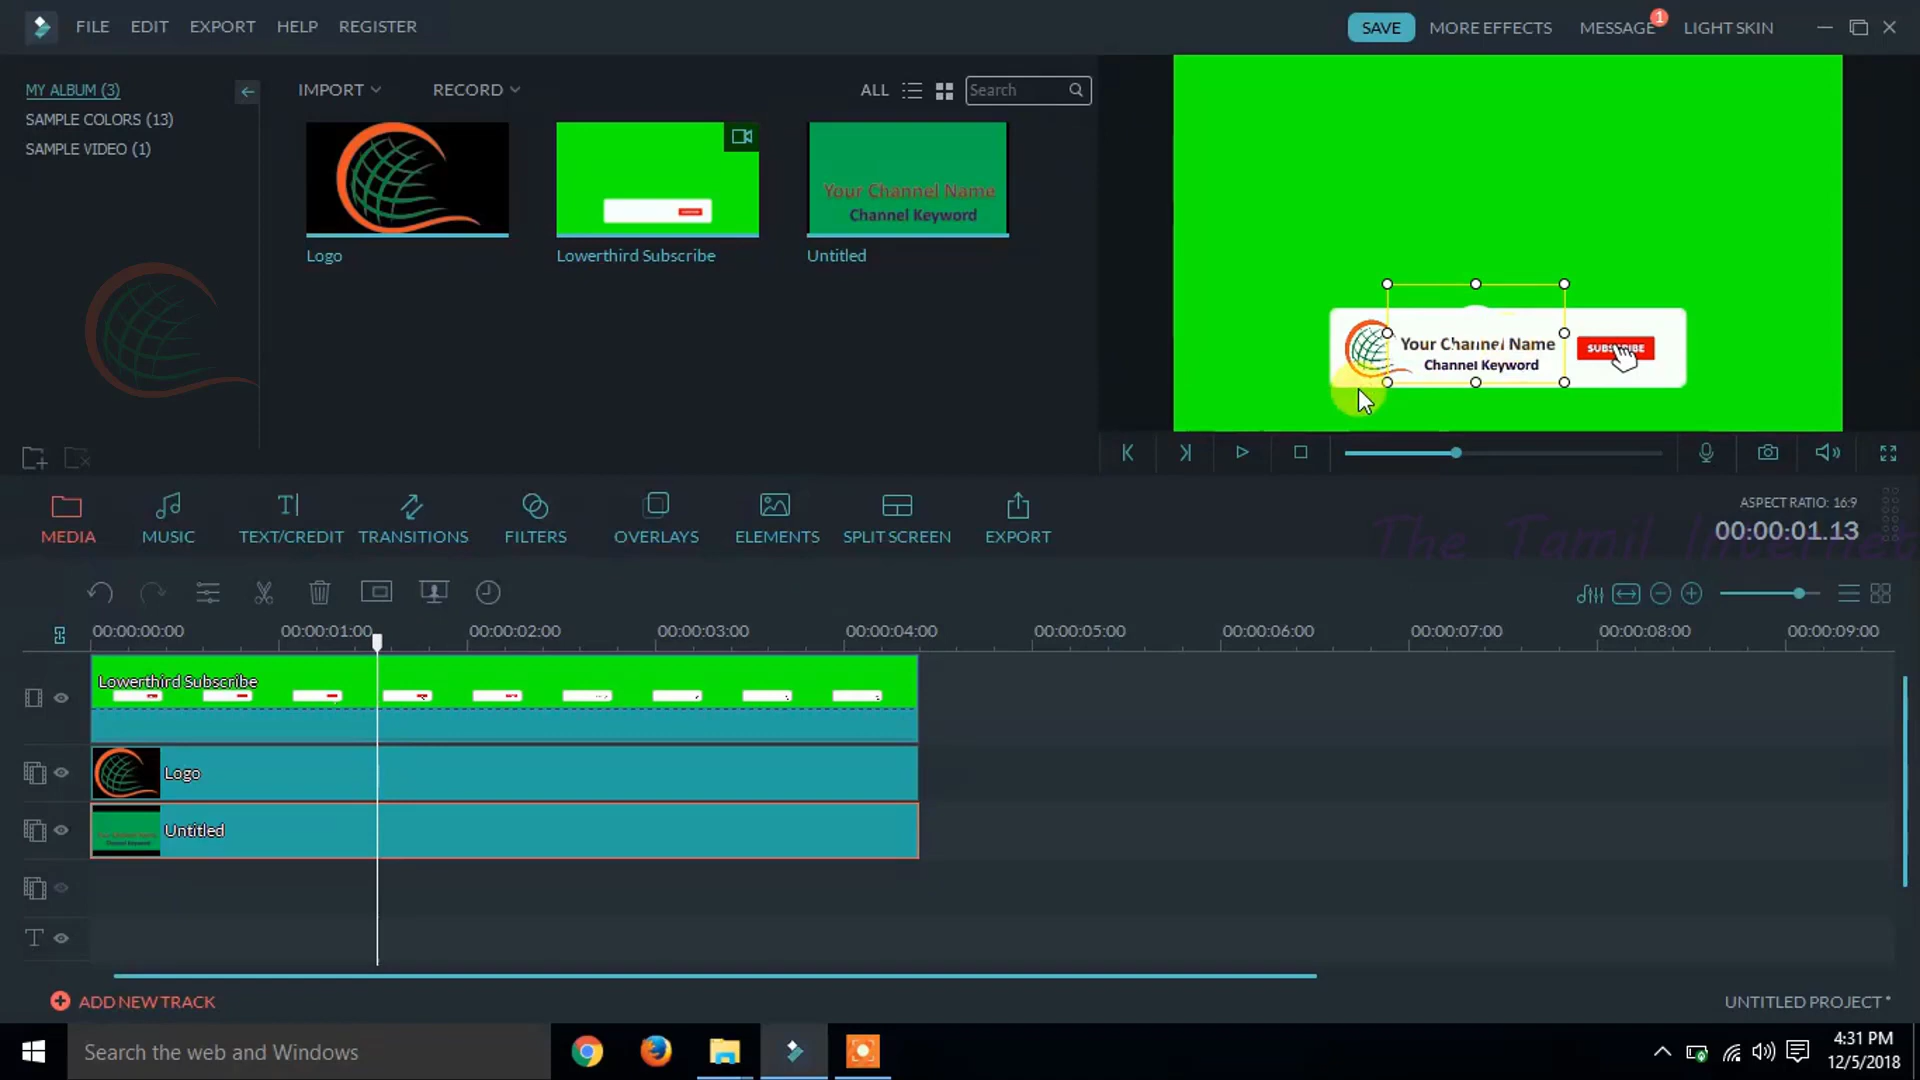 FILE EDIT EXPORT HELP REGISTER
SAVE MORE EFFECTS MESSAGE 1 LIGHT SKIN
MY ALBUM (3)
SAMPLE COLORS (13)
SAMPLE VIDEO (1)
IMPORT RECORD ALL Search
Your Channel Name
Channel Keyword
Logo Lowerthird Subscribe Untitled
Your Channel Name
Channel Keyword
SUBSCRIBE
MEDIA MUSIC TEXT/CREDIT TRANSITIONS FILTERS OVERLAYS ELEMENTS SPLIT SCREEN EXPORT
ASPECT RATIO: 16:9
00:00:01.13
The Tamil Internet
00:00:00:00 00:00:01:00 00:00:02:00 00:00:03:00 00:00:04:00 00:00:05:00 00:00:06:00 00:00:07:00 00:00:08:00 00:00:09:00
Lowerthird Subscribe
Logo
Untitled
ADD NEW TRACK
UNTITLED PROJECT *
Search the web and Windows
4:31 PM
12/5/2018